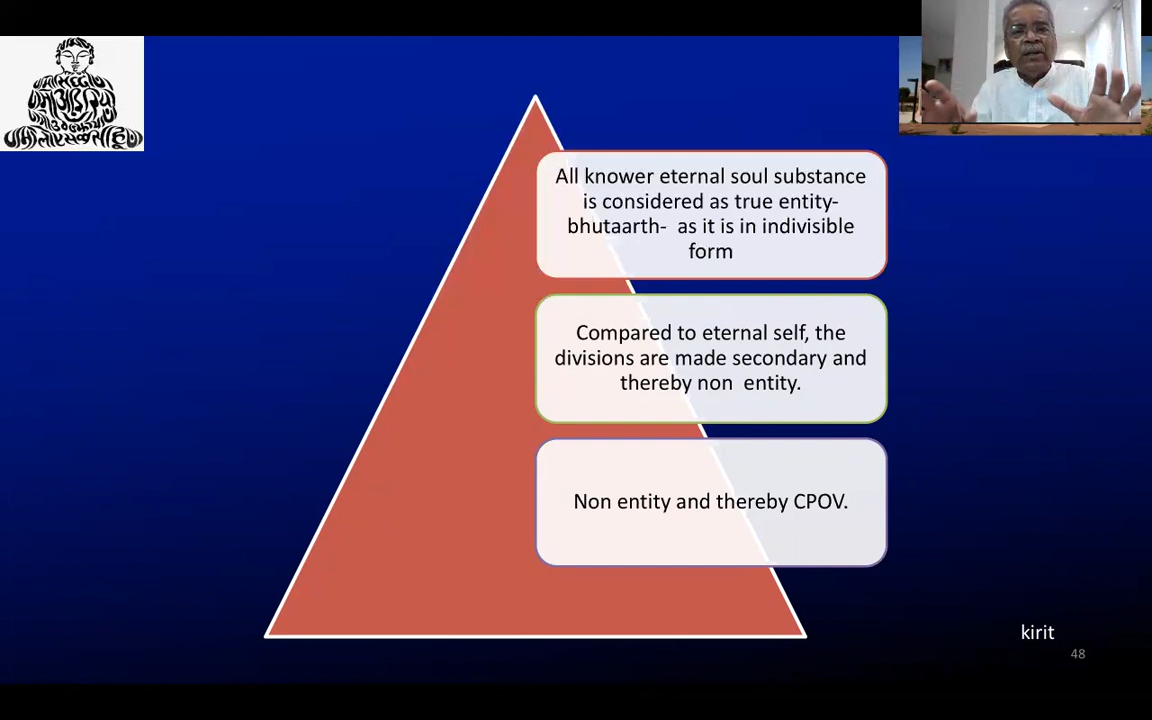 All knower eternal soul substance
is considered as true entity-
bhutaarth-  as it is in indivisible
form
Compared to eternal self, the
divisions are made secondary and
thereby non  entity.
Non entity and thereby CPOV.
kirit
48